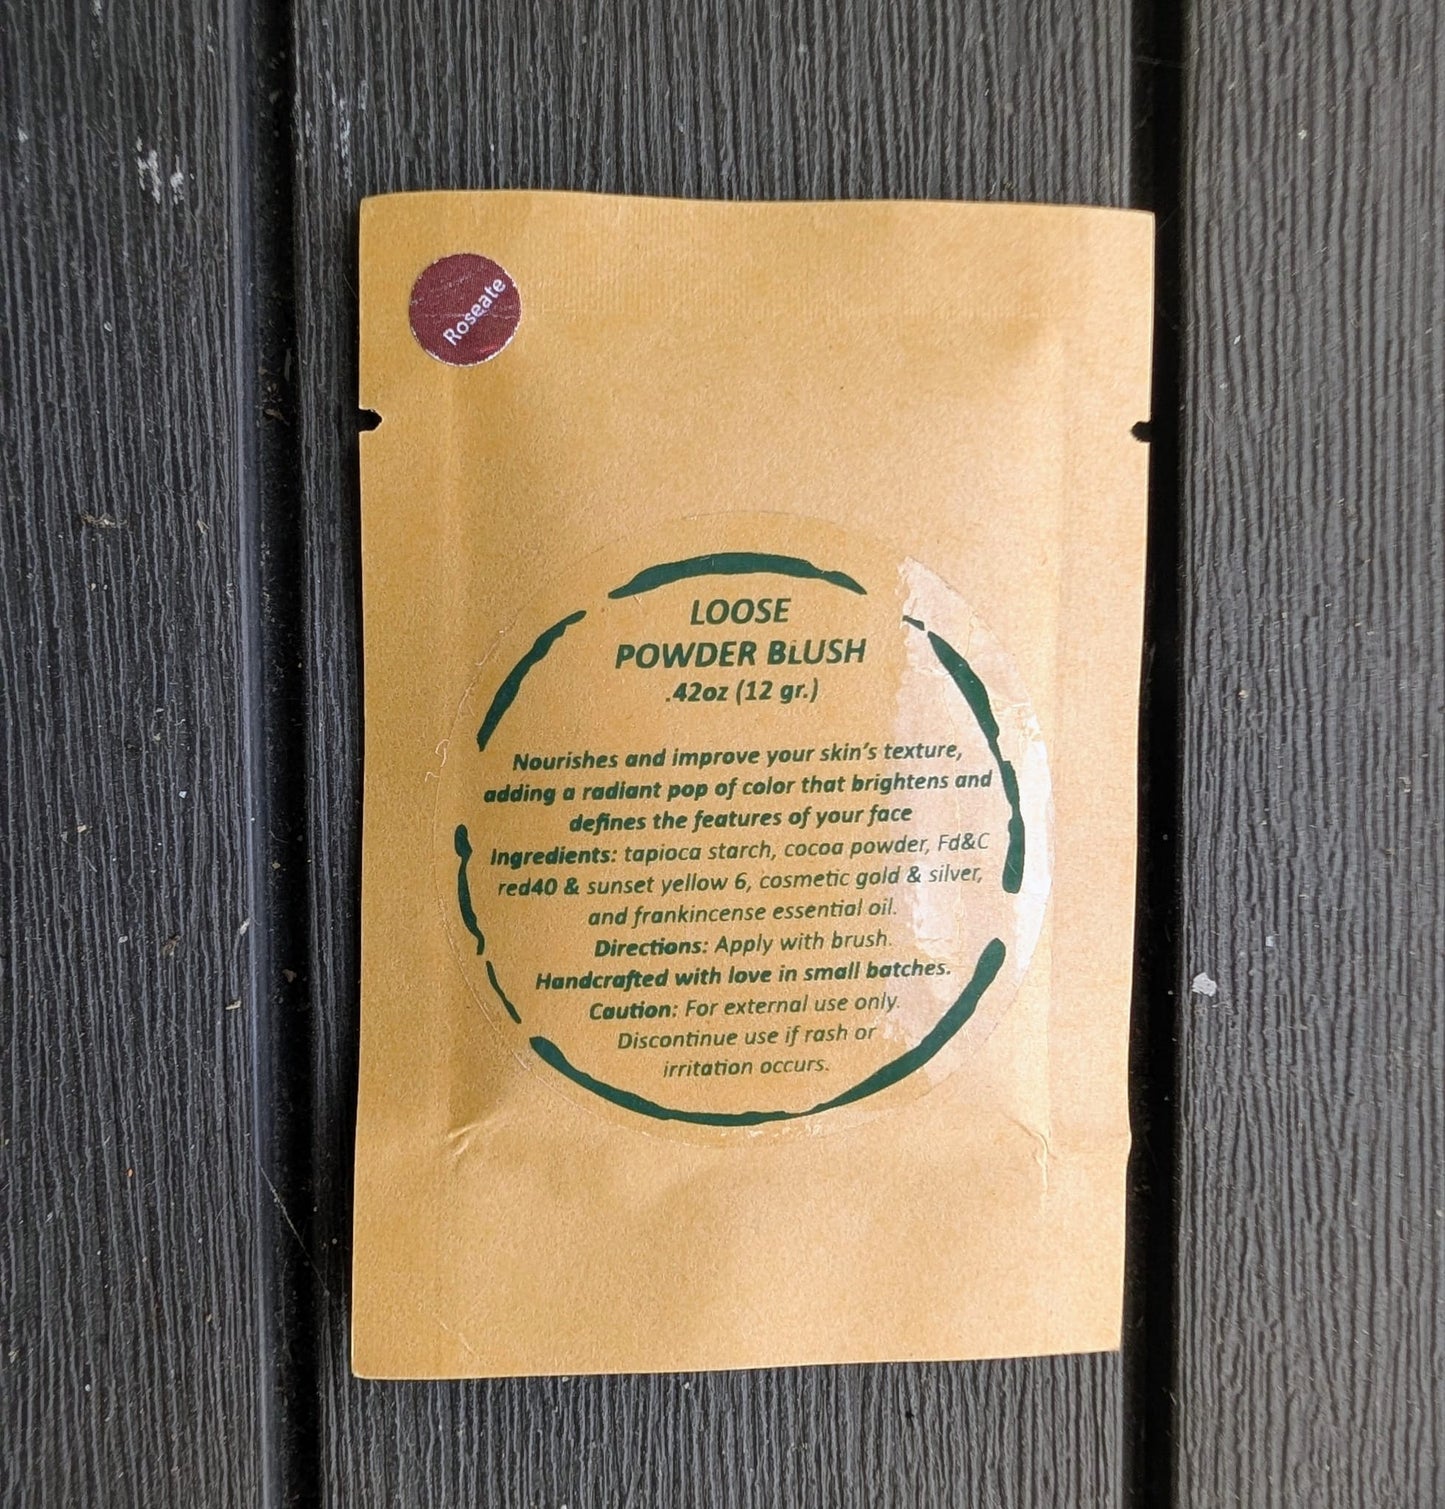 Roseate
LOOSE
POWDER BLUSH
.42oz (12 gr.)
Nourishes and improve your skin's texture,
adding a radiant pop of color that brightens and
defines the features of your face
Ingredients: tapioca starch, cocoa powder, Fd&C
red40 & sunset yellow 6, cosmetic gold & silver,
and frankincense essential oil.
Directions: Apply with brush.
Handcrafted with love in small batches.
Caution: For external use only.
Discontinue use if rash or
irritation occurs.